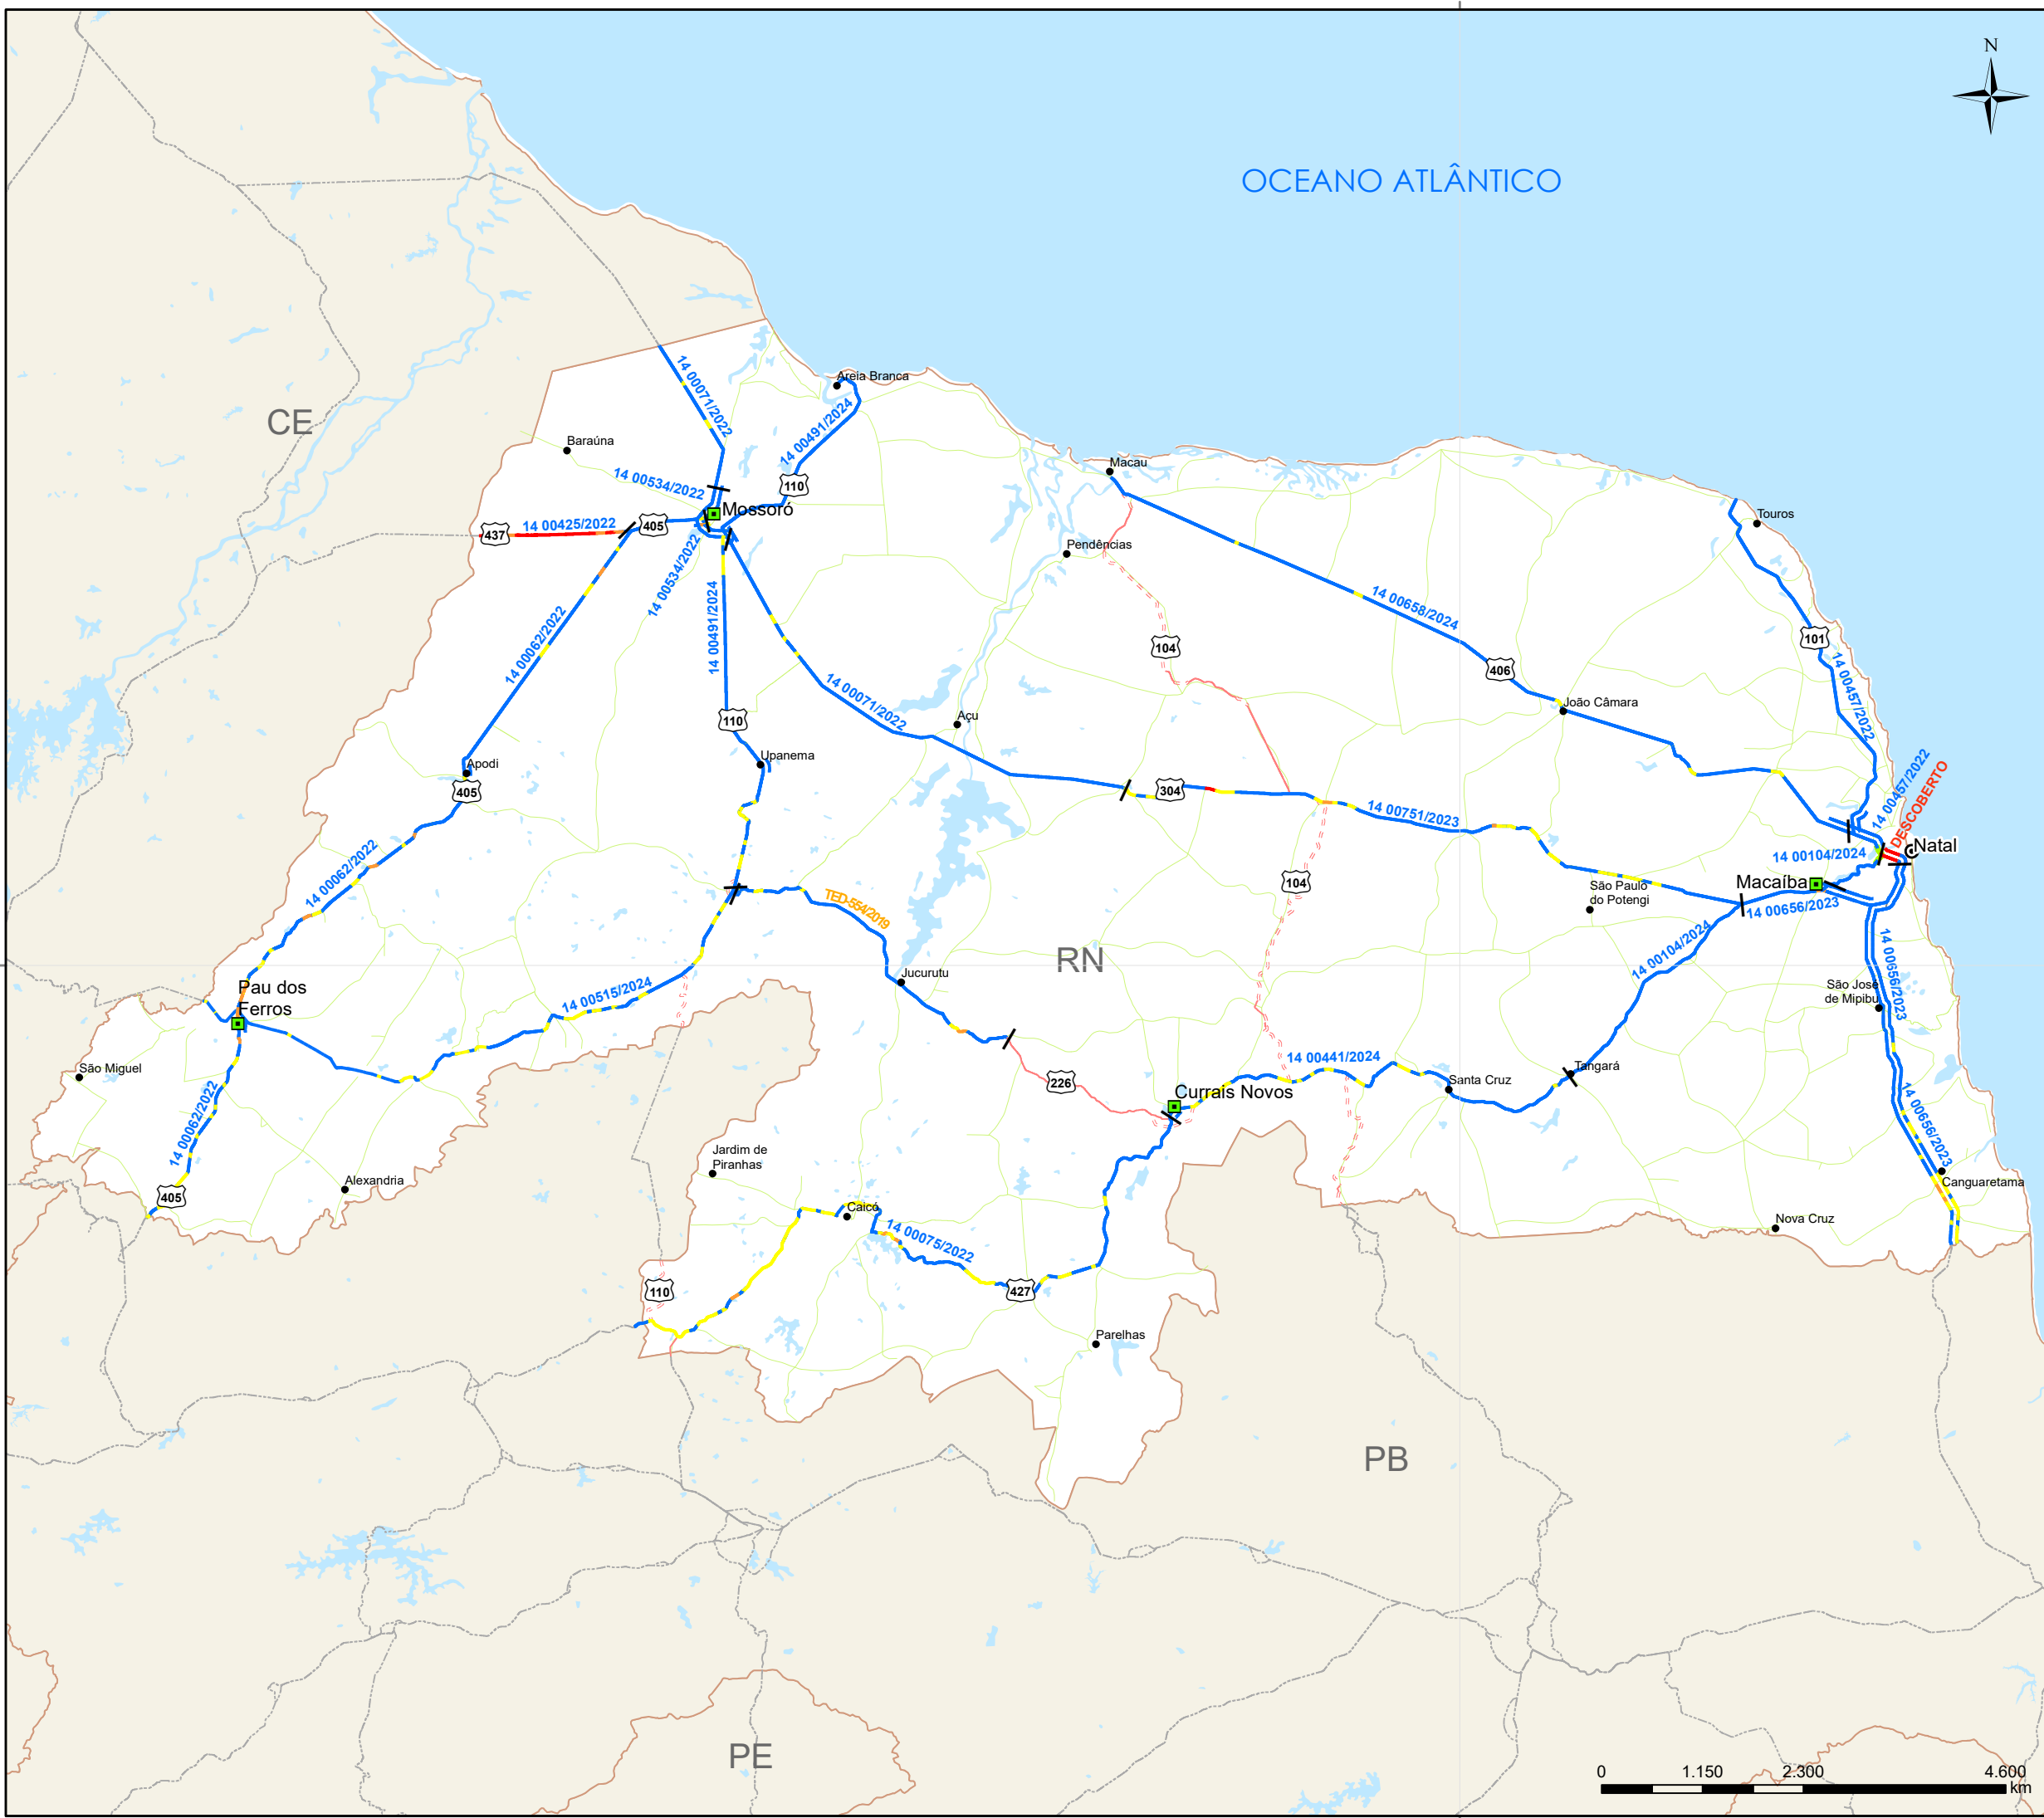 N
OCEANO ATLÂNTICO
CE
14 00071/2022
Areia Branca
14 00491/2024
Baraúna
14 00534/2022
110
Macau
Mossoró
437
14 00425/2022
405
Touros
Pendências
14 00534/2022
14 00491/2024
14 00062/2022
14 00658/2024
104
101
406
14 00457/2022
14 00071/2022
João Câmara
Açu
110
Upanema
Apodi
405
304
14 00751/2023
14 00457/2022
DESCOBERTO
Natal
14 00104/2024
Macaíba
14 00062/2022
104
São Paulo
do Potengi
14 00656/2023
TED-554/2019
14 00104/2024
RN
14 00656/2023
Jucurutu
São José
de Mipibu
Pau dos
Ferros
14 00515/2024
14 00441/2024
São Miguel
Tangará
226
Santa Cruz
Currais Novos
14 00062/2022
14 00656/2023
Jardim de
Piranhas
Alexandria
405
Canguaretama
Caicó
Nova Cruz
14 00075/2022
110
427
Parelhas
PB
PE
0
1.150
2.300
4.600
km